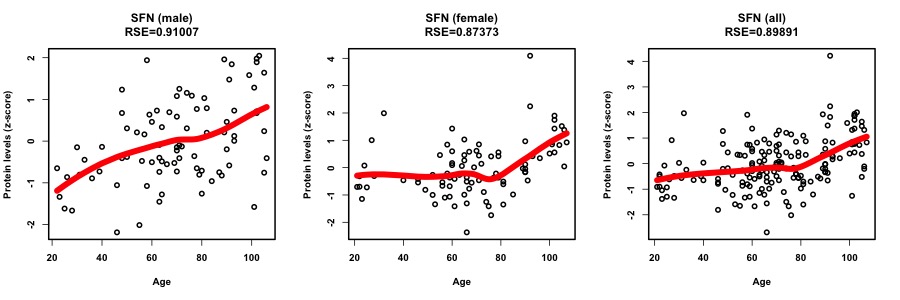 SFN (male)
RSE=0.91007
Protein levels (z-score)
2
1
0
-1
-2
20 40 60 80 100
Age
SFN (female)
RSE=0.87373
Protein levels (z-score)
4
3
2
1
0
-1
-2
20 40 60 80 100
Age
SFN (all)
RSE=0.89891
Protein levels (z-score)
4
3
2
1
0
-1
-2
20 40 60 80 100
Age